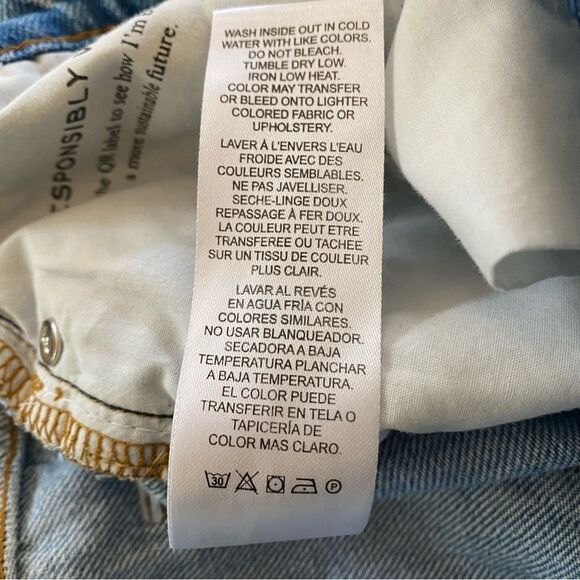 WASH INSIDE OUT IN COLD
WATER WITH LIKE COLORS.
DO NOT BLEACH.
TUMBLE DRY LOW.
IRON LOW HEAT.
COLOR MAY TRANSFER
OR BLEED ONTO LIGHTER
COLORED FABRIC OR
UPHOLSTERY.
LAVER À L'ENVERS L'EAU
FROIDE AVEC DES
COULEURS SEMBLABLES.
NE PAS JAVELLISER.
SECHE-LINGE DOUX
REPASSAGE À FER DOUX.
LA COULEUR PEUT ETRE
TRANSFEREE OU TACHEE
SUR UN TISSU DE COULEUR
PLUS CLAIR.
LAVAR AL REVÉS
EN AGUA FRÍA CON
COLORES SIMILARES.
NO USAR BLANQUEADOR.
SECADORA A BAJA
TEMPERATURA PLANCHAR
A BAJA TEMPERATURA.
EL COLOR PUEDE
TRANSFERIR EN TELA O
TAPICERÍA DE
COLOR MAS CLARO.
30 P
SPONSIBLY
the QR label to see how I'm
a more sustainable future.